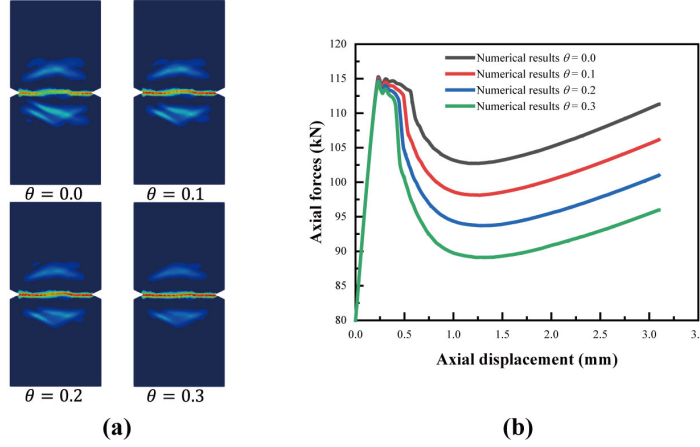 θ = 0.0
θ = 0.1
θ = 0.2
θ = 0.3
(a)
120
115
110
105
100
95
90
85
80
Axial forces (kN)
Numerical results θ = 0.0
Numerical results θ = 0.1
Numerical results θ = 0.2
Numerical results θ = 0.3
0.0 0.5 1.0 1.5 2.0 2.5 3.0 3.
Axial displacement (mm)
(b)